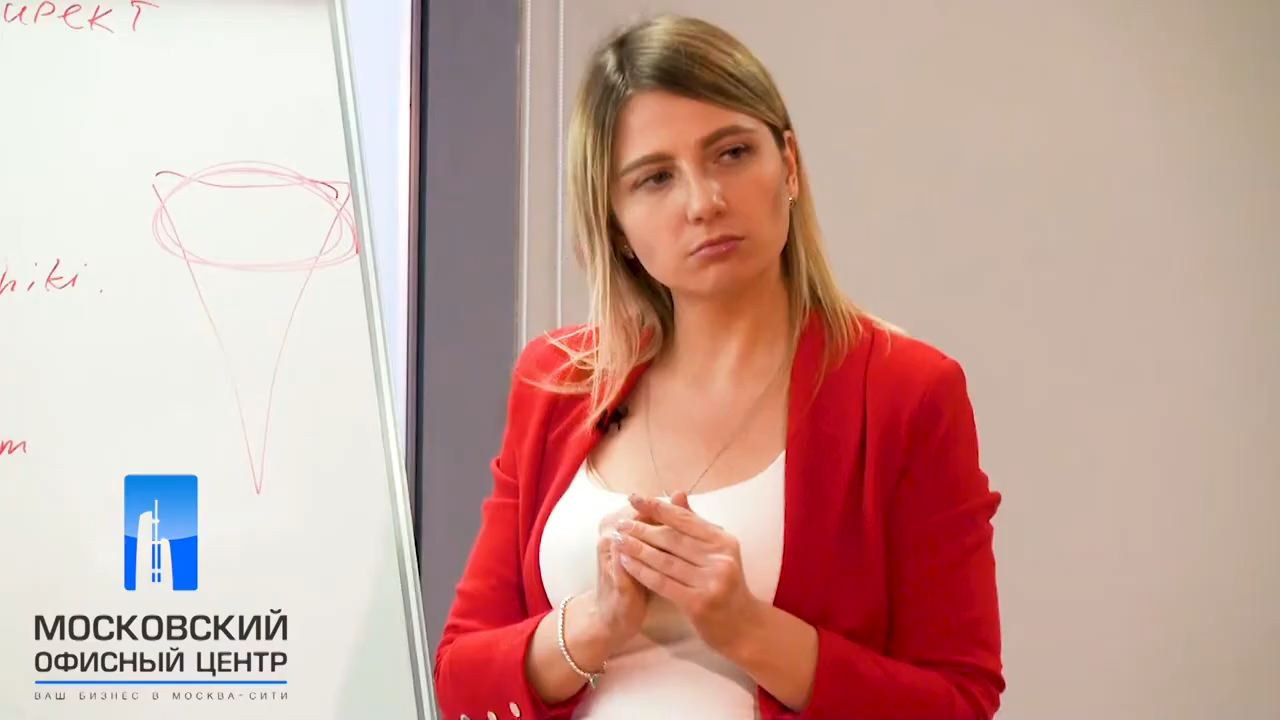 ирект
hiki.
m
МОСКОВСКИЙ
ОФИСНЫЙ ЦЕНТР
ВАШ БИЗНЕС В МОСКВА-СИТИ